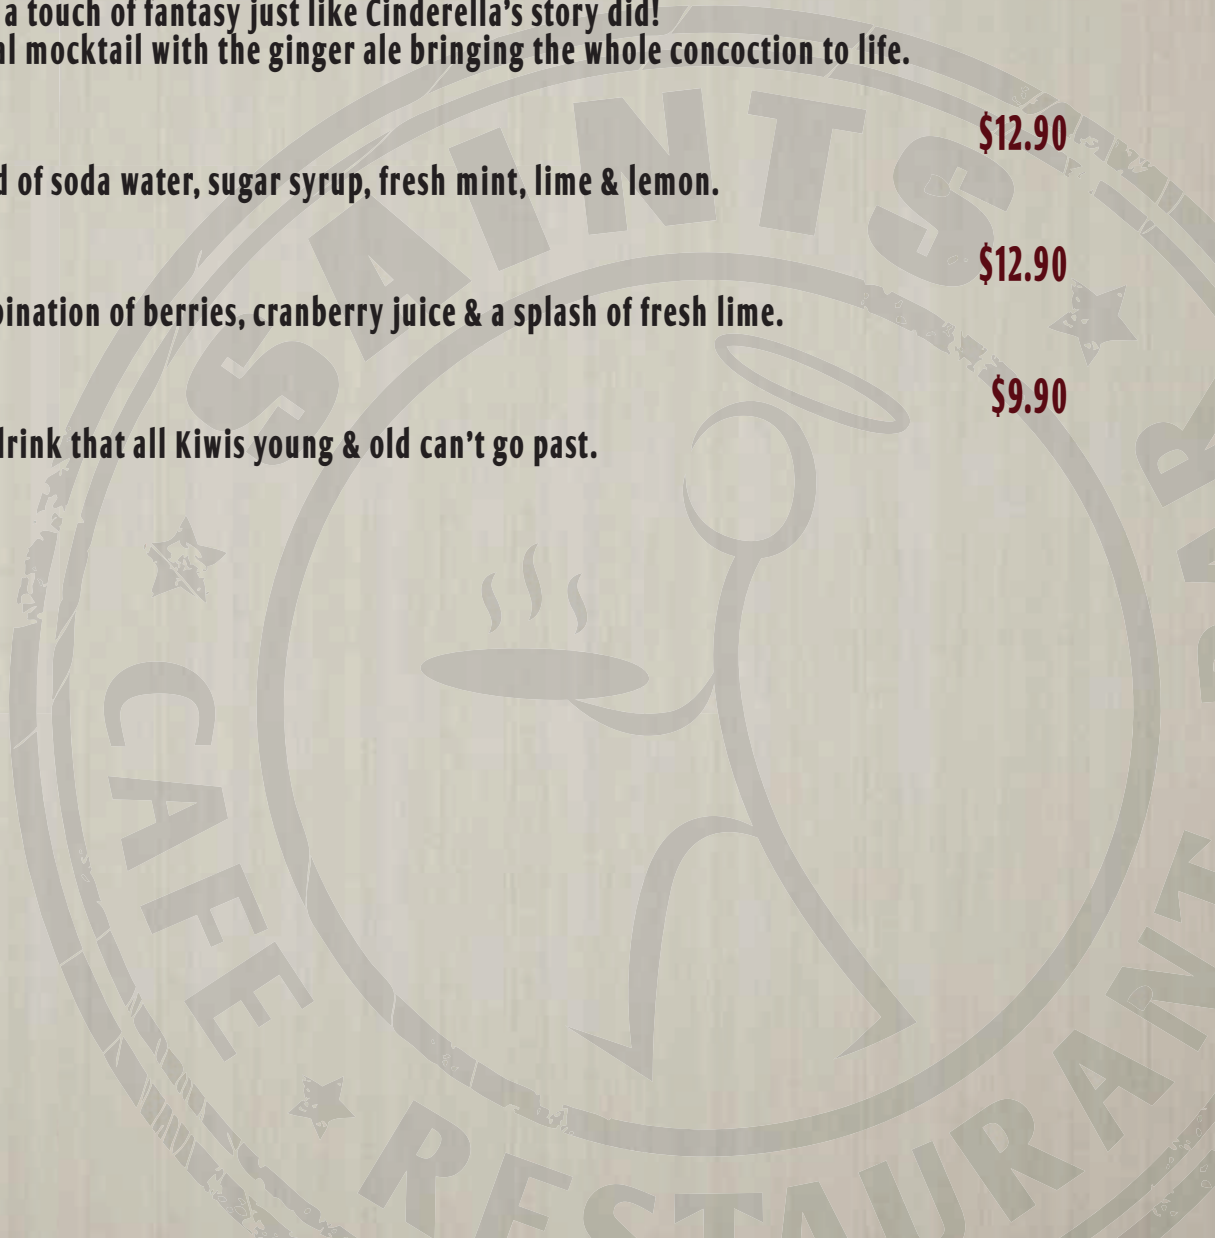 a touch of fantasy just like Cinderella's story did!
mocktail with the ginger ale bringing the whole concoction to life.
$12.90
of soda water, sugar syrup, fresh mint, lime & lemon.
$12.90
of berries, cranberry juice & a splash of fresh lime.
$9.90
that all Kiwis young & old can't go past.
SAINTS
BAR
CAFE
RESTAURANT